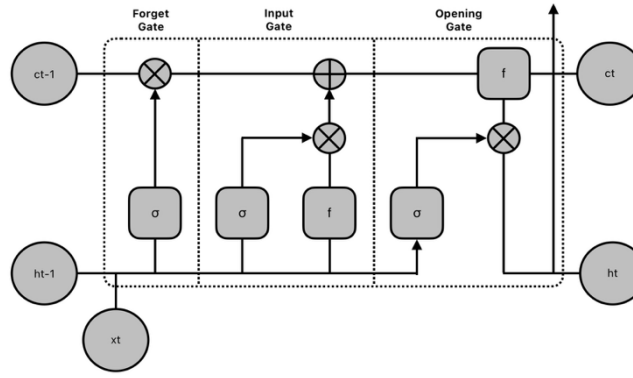 Forget
Gate
Input
Gate
Opening
Gate
ct-1
f
ct
σ
σ
f
σ
ht-1
ht
xt